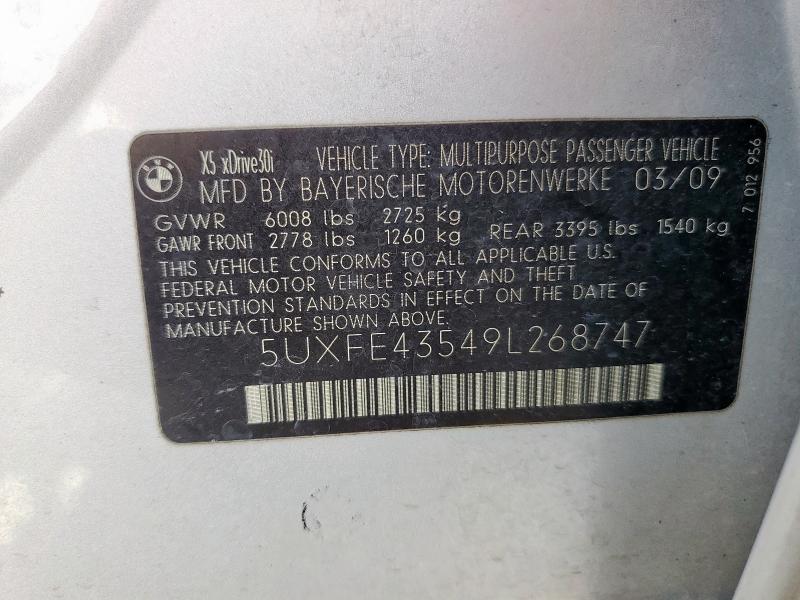 BMW
X5 xDrive30i VEHICLE TYPE: MULTIPURPOSE PASSENGER VEHICLE
MFD BY BAYERISCHE MOTORENWERKE 03/09
GVWR 6008 lbs 2725 kg
GAWR FRONT 2778 lbs 1260 kg REAR 3395 lbs 1540 kg
THIS VEHICLE CONFORMS TO ALL APPLICABLE U.S.
FEDERAL MOTOR VEHICLE SAFETY AND THEFT
PREVENTION STANDARDS IN EFFECT ON THE DATE OF
MANUFACTURE SHOWN ABOVE.
5UXFE43549L268747
7 012 956